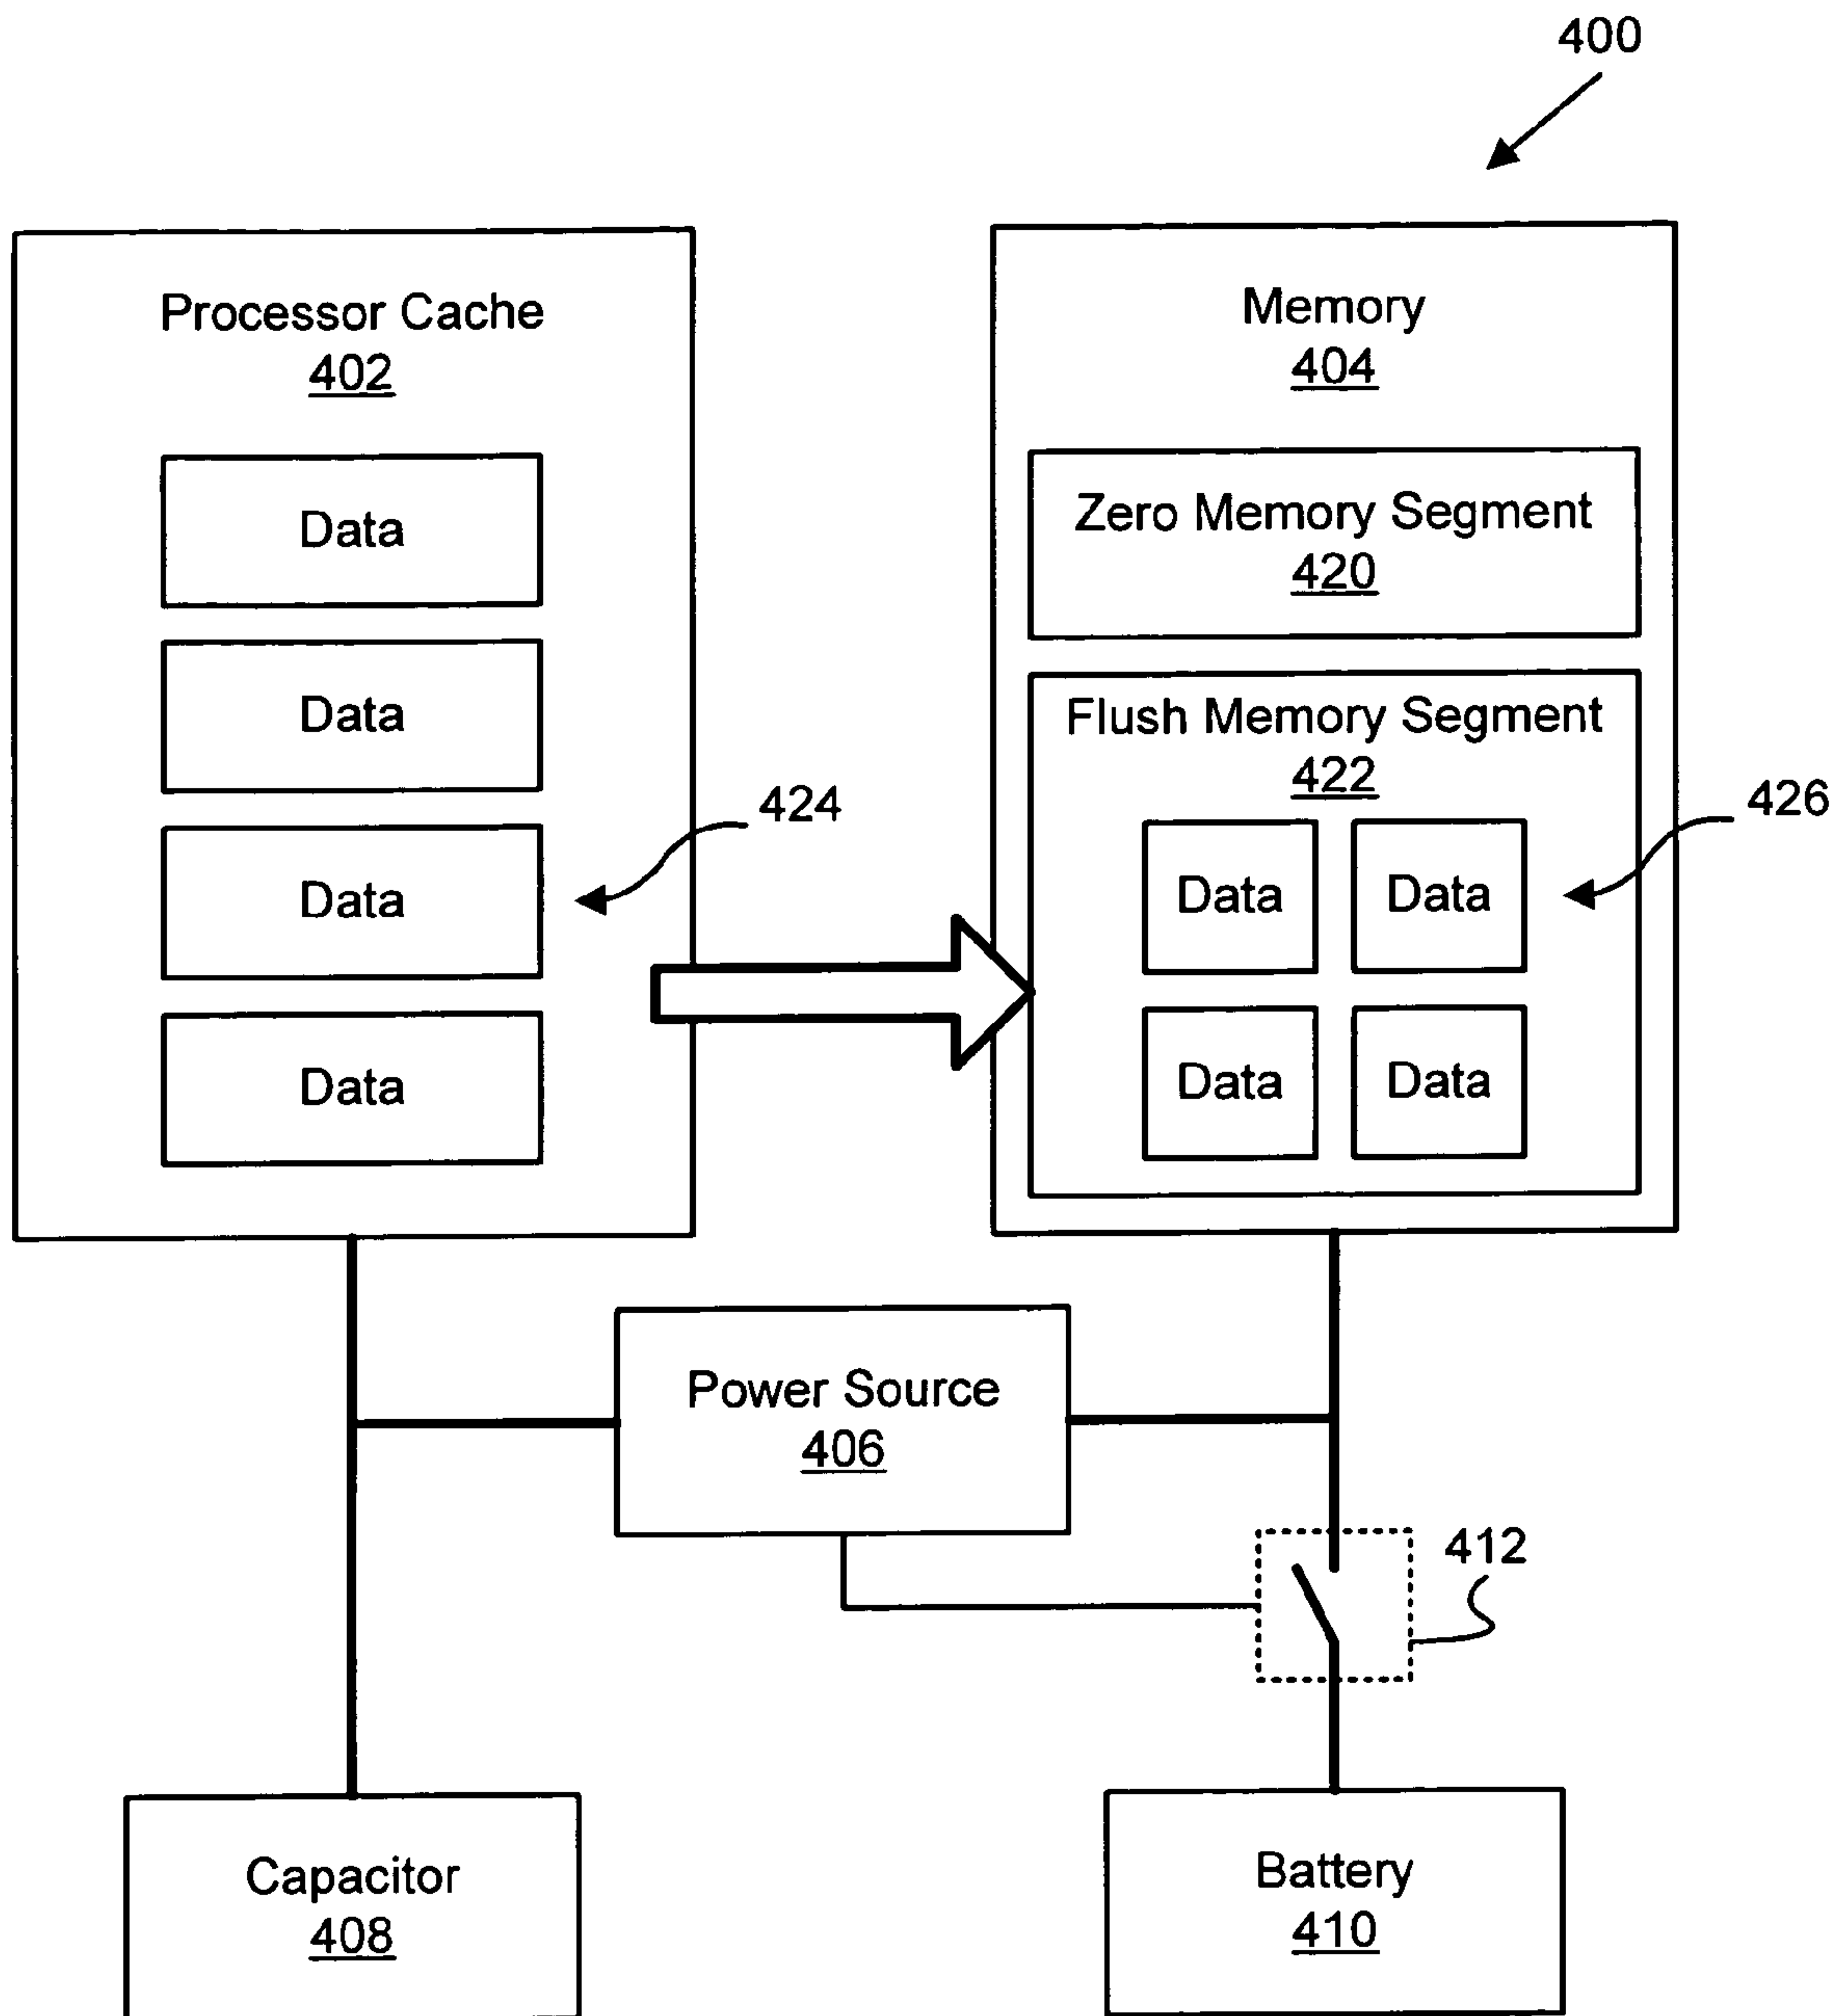 400
Processor Cache
402
Data
Data
Data
Data
424
Memory
404
Zero Memory Segment
420
Flush Memory Segment
422
Data Data
Data Data
426
Power Source
406
412
Capacitor
408
Battery
410